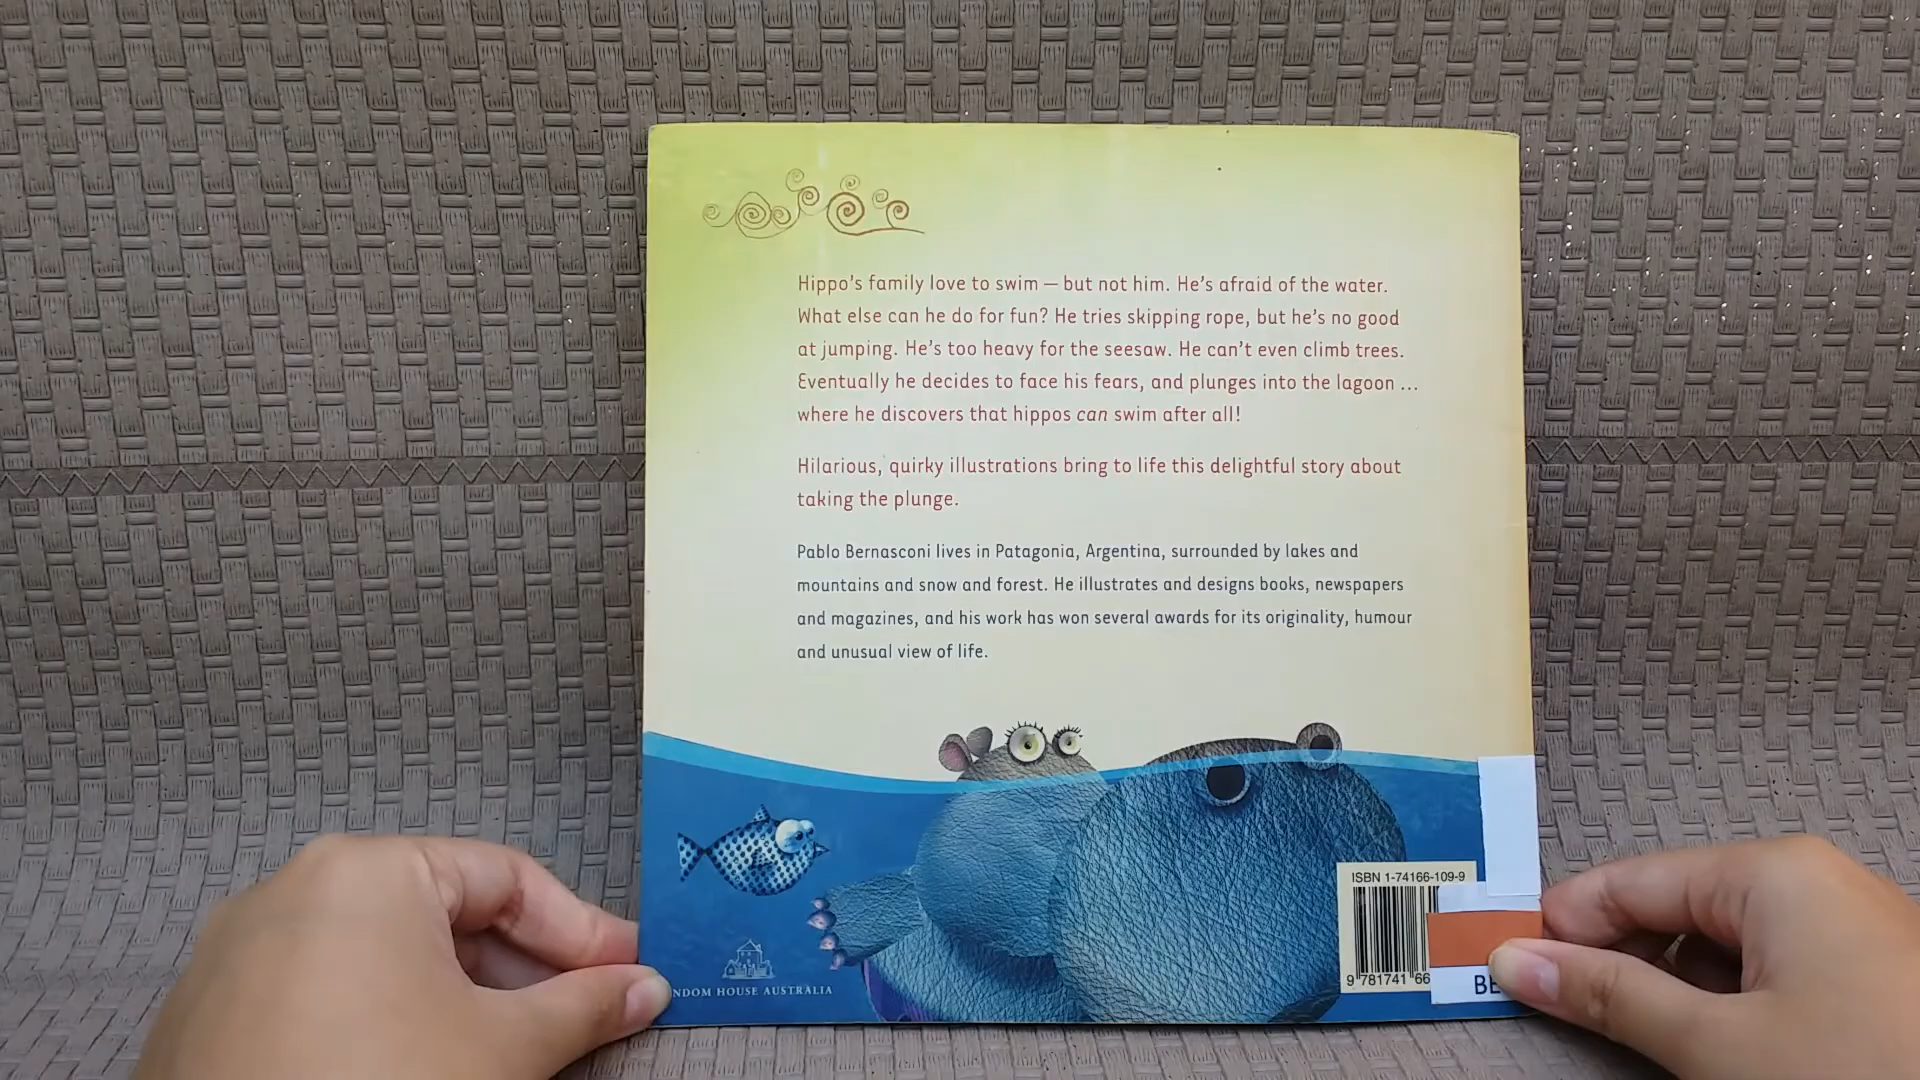 Hippo's family love to swim — but not him. He's afraid of the water.
What else can he do for fun? He tries skipping rope, but he's no good
at jumping. He's too heavy for the seesaw. He can't even climb trees.
Eventually he decides to face his fears, and plunges into the lagoon ...
where he discovers that hippos can swim after all!
Hilarious, quirky illustrations bring to life this delightful story about
taking the plunge.
Pablo Bernasconi lives in Patagonia, Argentina, surrounded by lakes and
mountains and snow and forest. He illustrates and designs books, newspapers
and magazines, and his work has won several awards for its originality, humour
and unusual view of life.
ISBN 1-74166-109-9
9 781741 66
BE
NDOM HOUSE AUSTRALIA